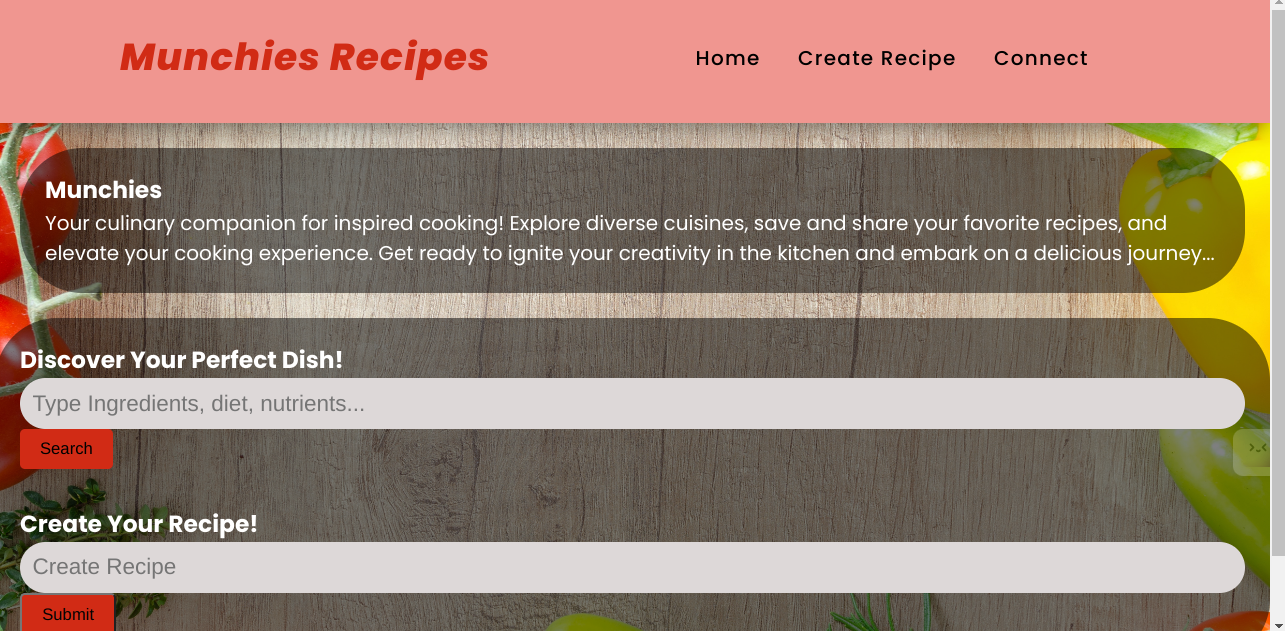 Munchies Recipes
Home
Create Recipe
Connect
Munchies
Your culinary companion for inspired cooking! Explore diverse cuisines, save and share your favorite recipes, and
elevate your cooking experience. Get ready to ignite your creativity in the kitchen and embark on a delicious journey...
Discover Your Perfect Dish!
Type Ingredients, diet, nutrients...
Search
Create Your Recipe!
Create Recipe
Submit